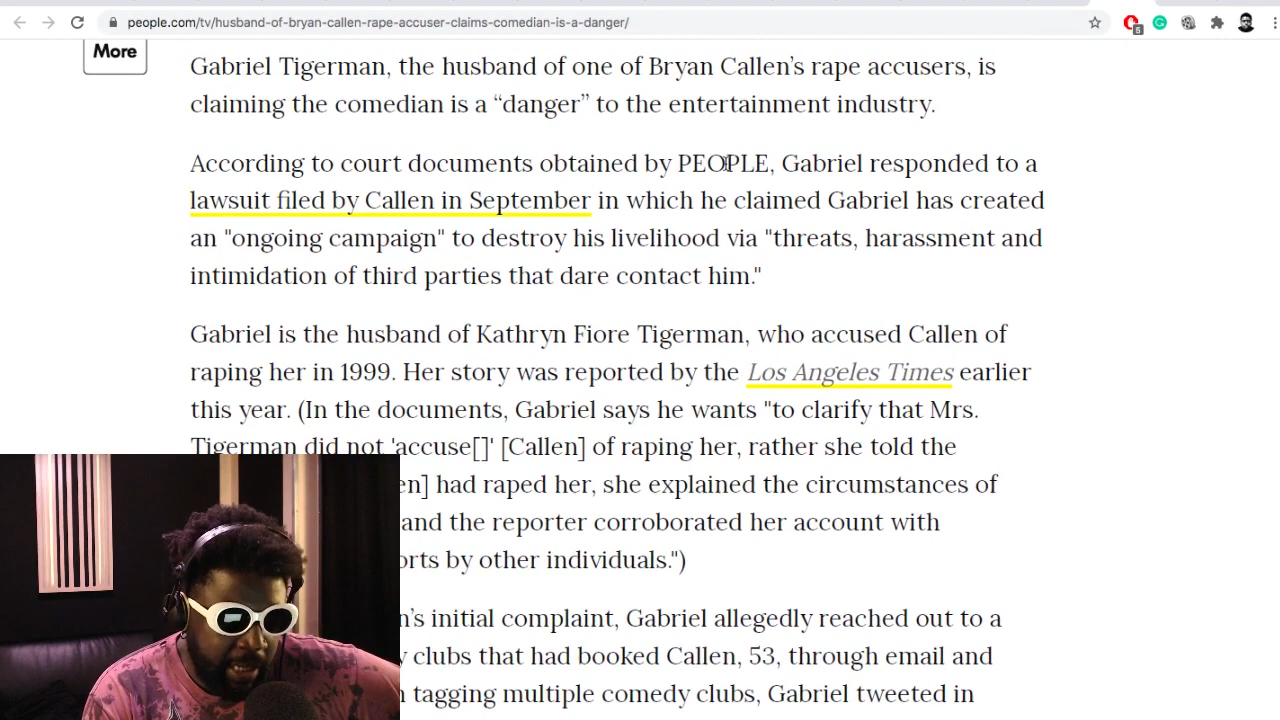 people.com/tv/husband-of-bryan-callen-rape-accuser-claims-comedian-is-a-danger/
5
More
Gabriel Tigerman, the husband of one of Bryan Callen’s rape accusers, is
claiming the comedian is a “danger” to the entertainment industry.
According to court documents obtained by PEOPLE, Gabriel responded to a
lawsuit filed by Callen in September in which he claimed Gabriel has created
an "ongoing campaign" to destroy his livelihood via "threats, harassment and
intimidation of third parties that dare contact him."
Gabriel is the husband of Kathryn Fiore Tigerman, who accused Callen of
raping her in 1999. Her story was reported by the Los Angeles Times earlier
this year. (In the documents, Gabriel says he wants "to clarify that Mrs.
Tigerman did not 'accuse[]' [Callen] of raping her, rather she told the
en] had raped her, she explained the circumstances of
and the reporter corroborated her account with
orts by other individuals.")
n’s initial complaint, Gabriel allegedly reached out to a
y clubs that had booked Callen, 53, through email and
tagging multiple comedy clubs, Gabriel tweeted in